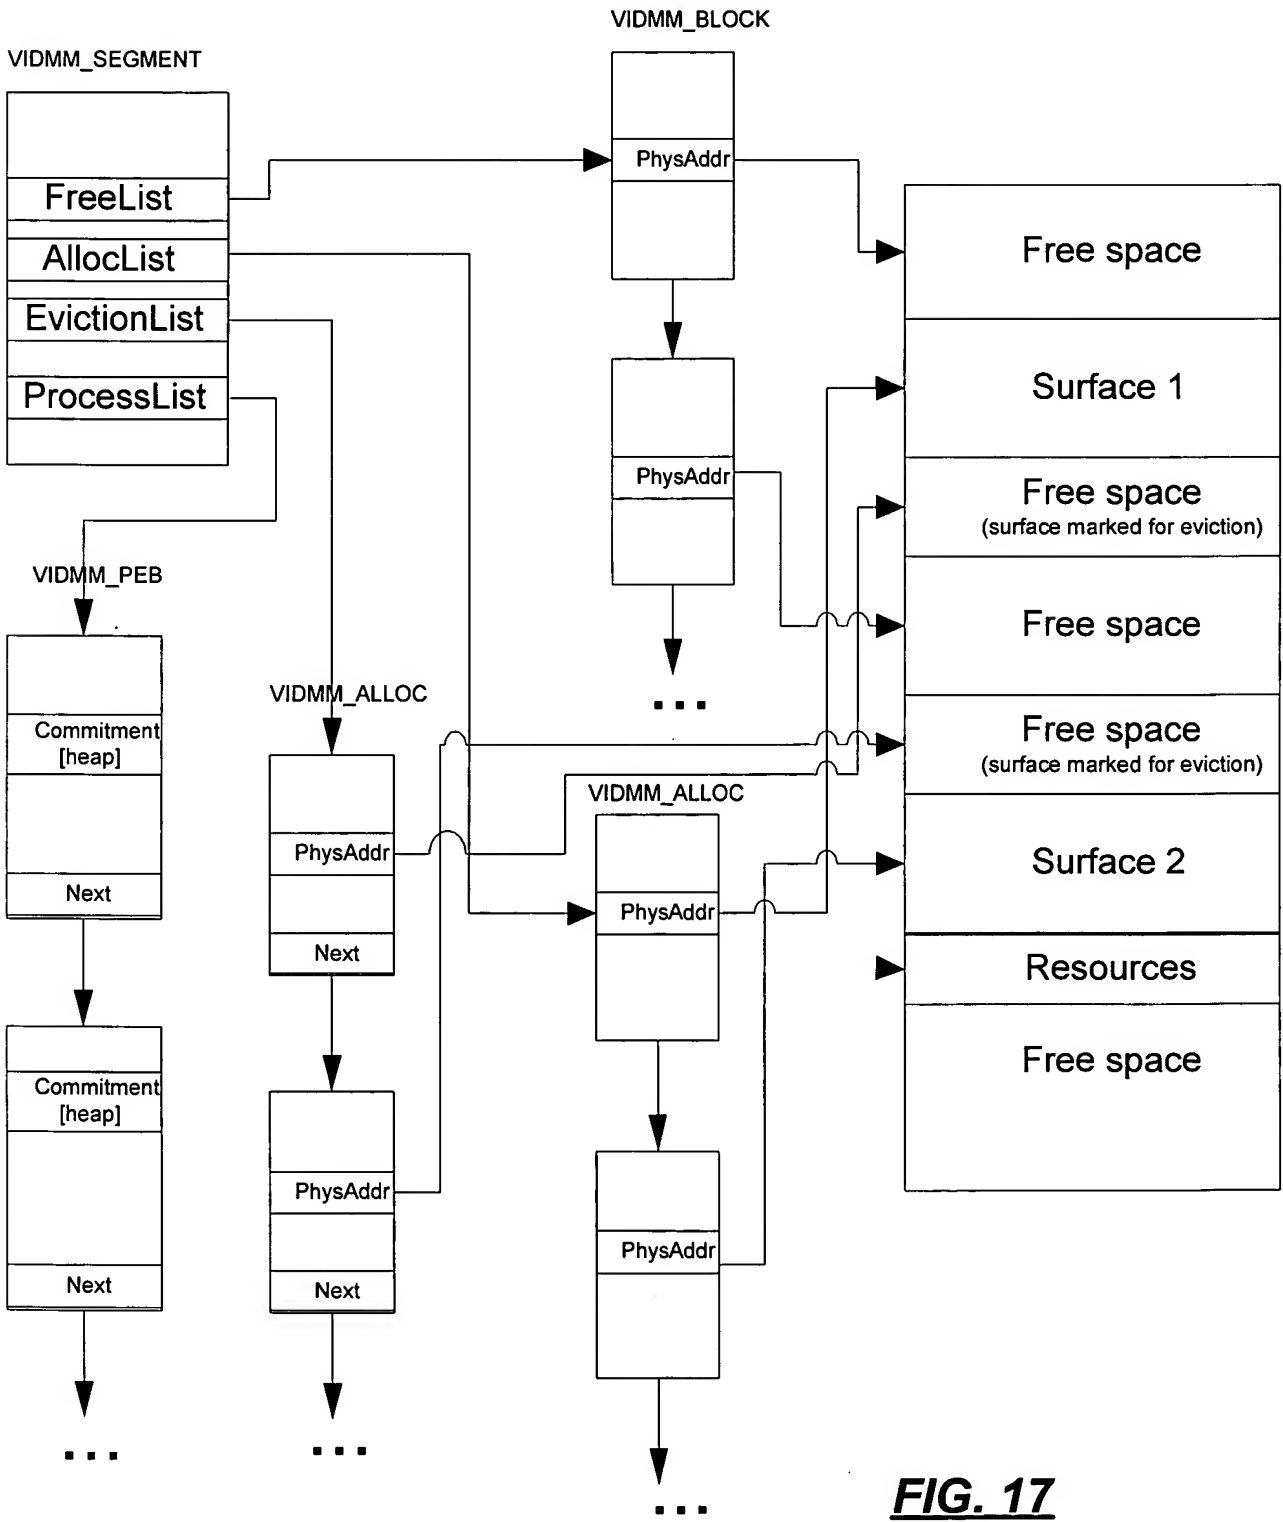 VIDMM_BLOCK
VIDMM_SEGMENT
PhysAddr
FreeList
AllocList
EvictionList
ProcessList
PhysAddr
Free space
Surface 1
Free space
(surface marked for eviction)
Free space
Free space
(surface marked for eviction)
Surface 2
Resources
Free space
VIDMM_PEB
Commitment
[heap]
Next
Commitment
[heap]
Next
...
VIDMM_ALLOC
PhysAddr
Next
PhysAddr
Next
...
...
VIDMM_ALLOC
PhysAddr
PhysAddr
...
FIG. 17